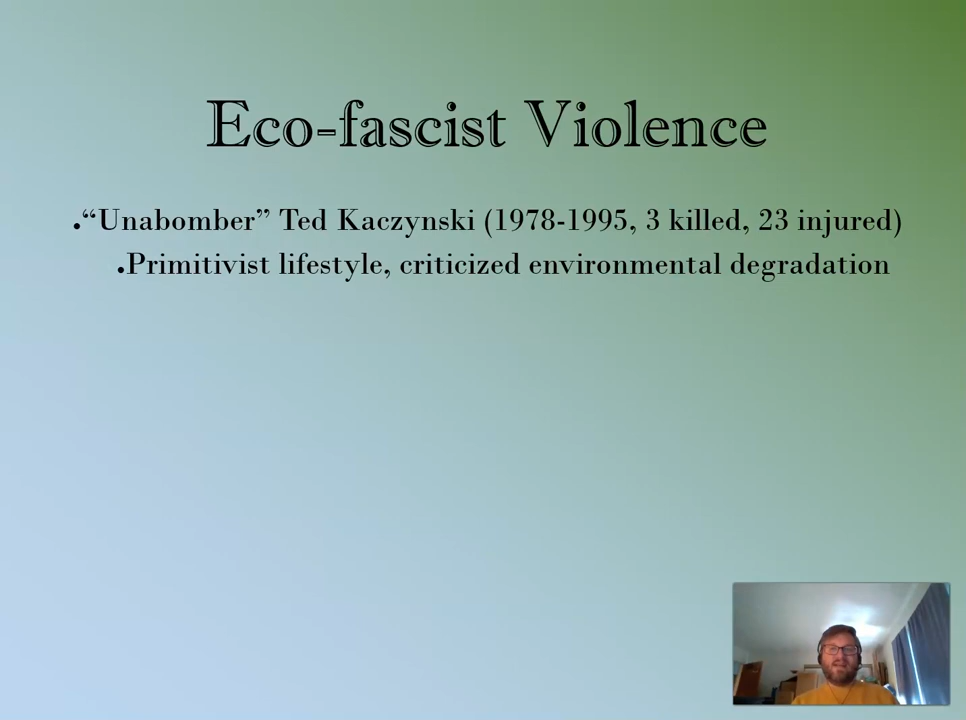 Eco-fascist Violence
•“Unabomber” Ted Kaczynski (1978-1995, 3 killed, 23 injured)
•Primitivist lifestyle, criticized environmental degradation